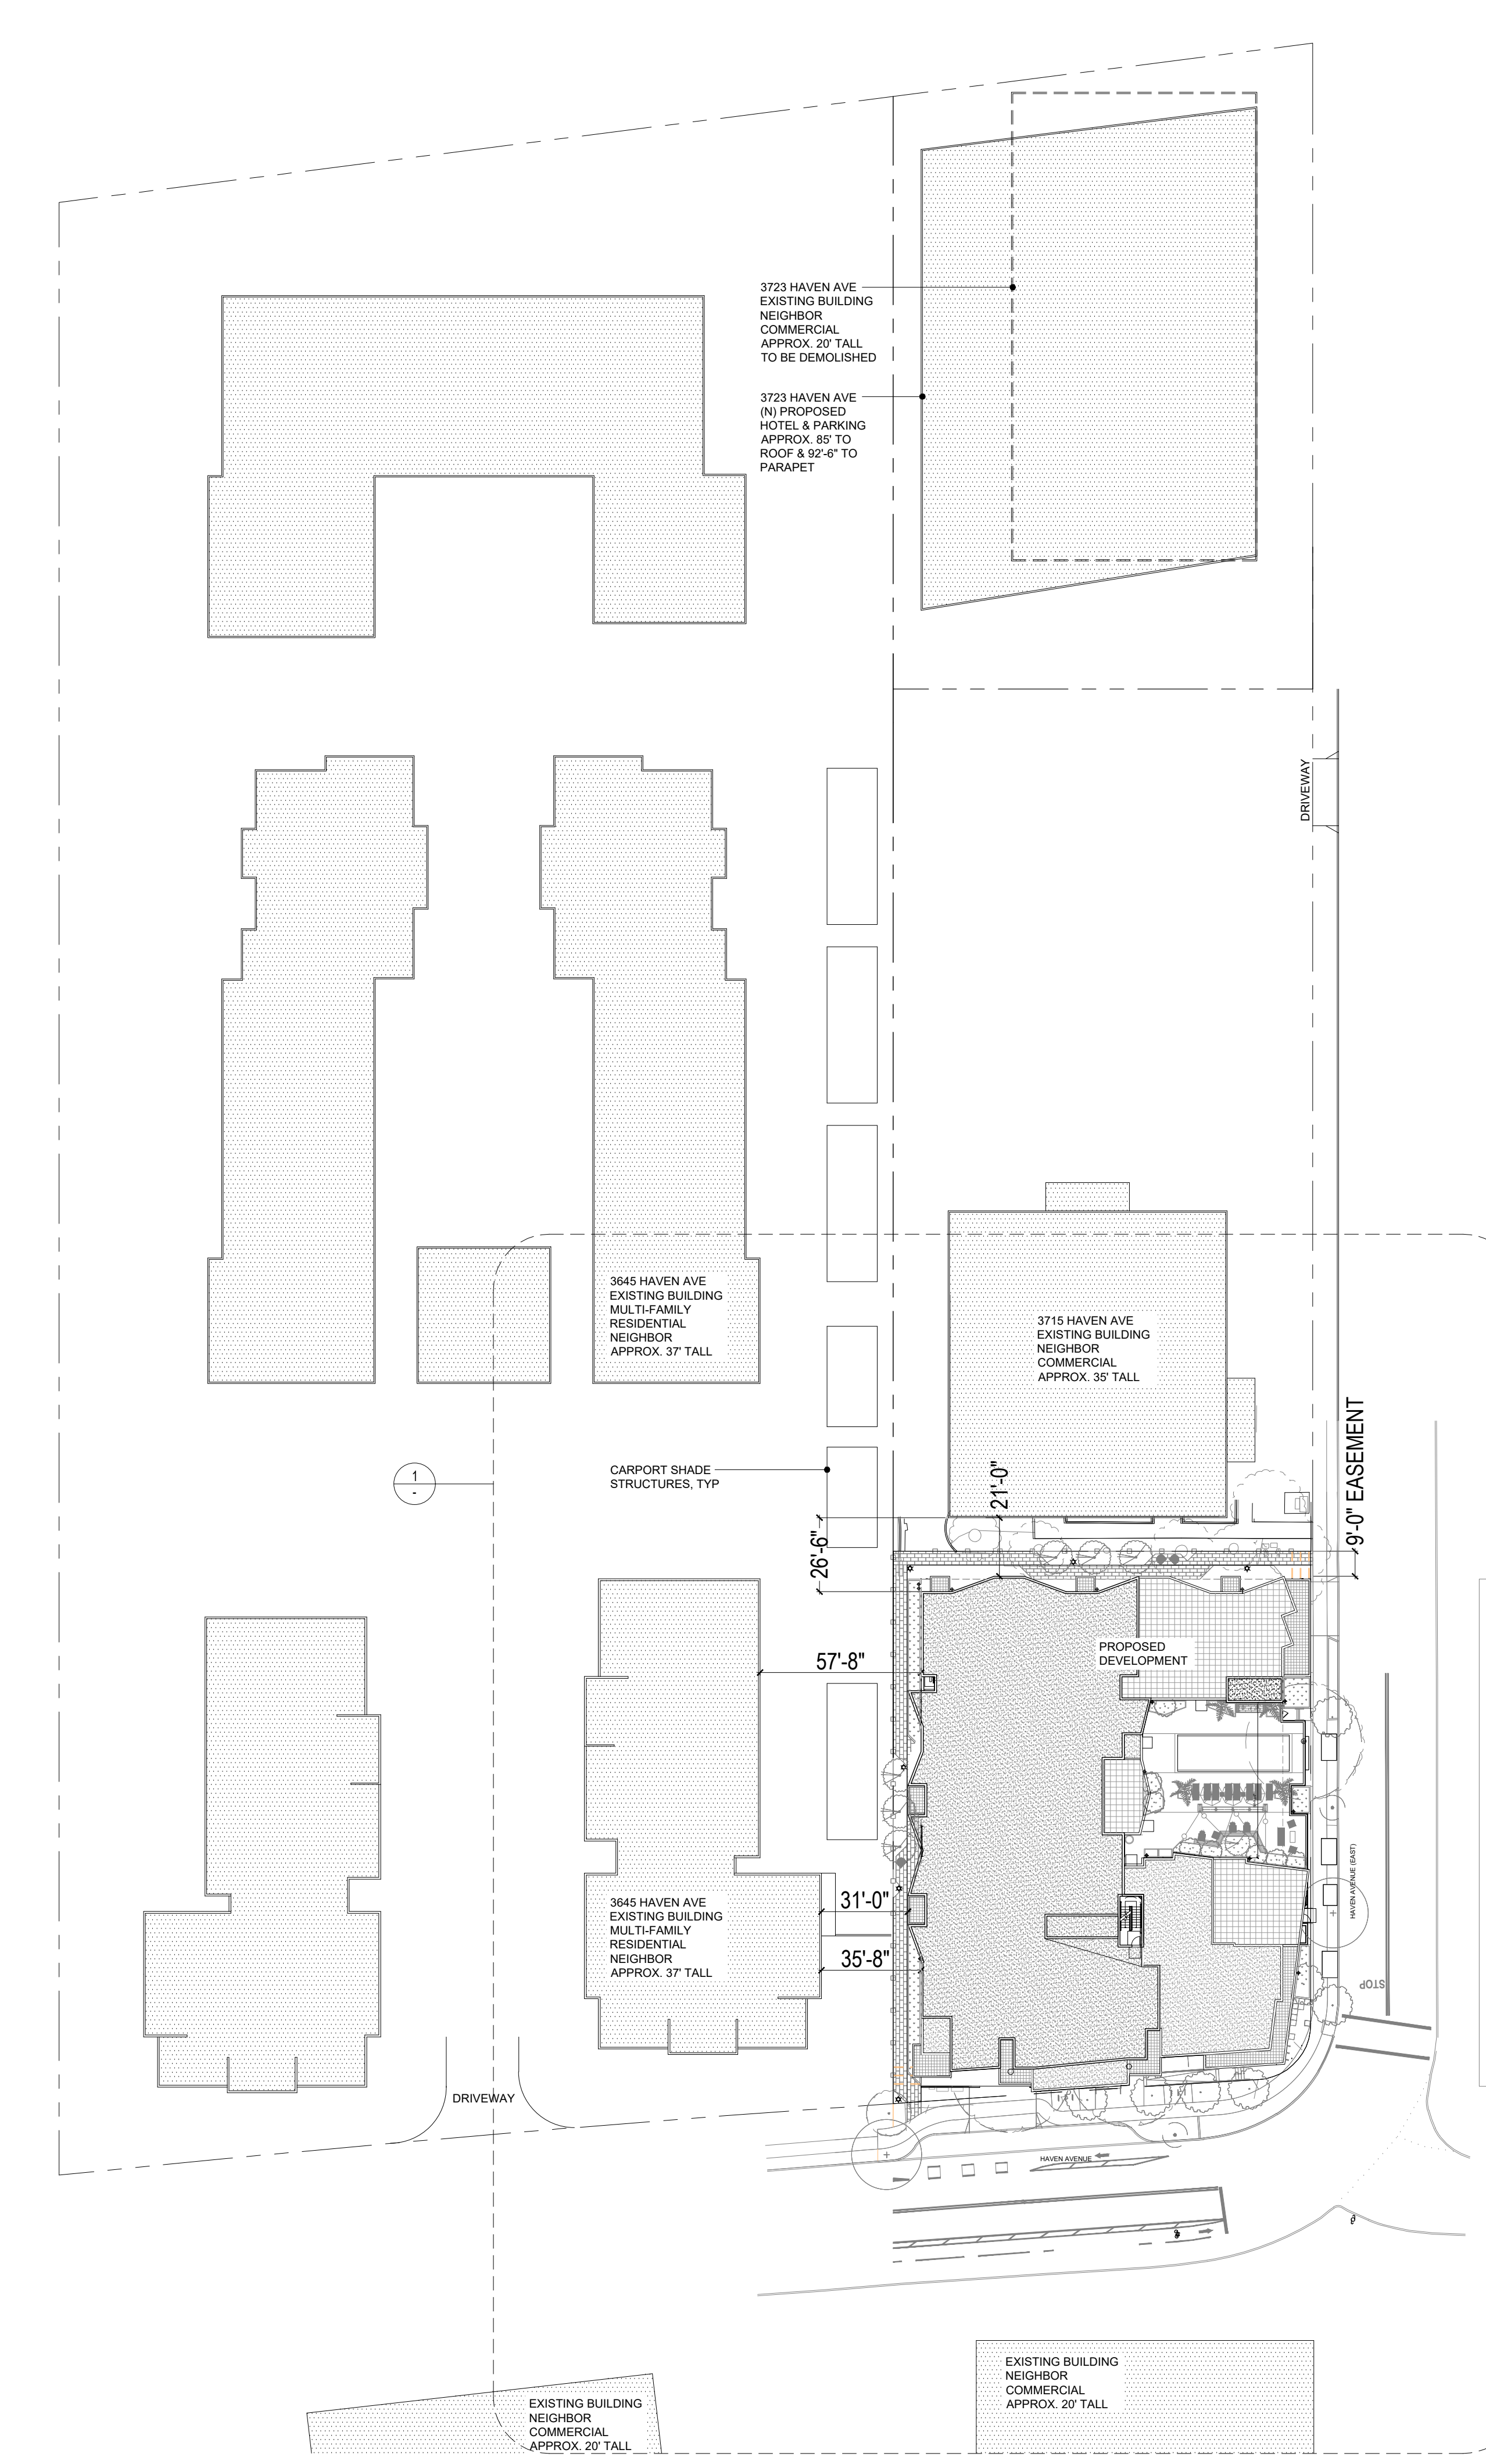 3723 HAVEN AVE
EXISTING BUILDING
NEIGHBOR
COMMERCIAL
APPROX. 20' TALL
TO BE DEMOLISHED
3723 HAVEN AVE
(N) PROPOSED
HOTEL & PARKING
APPROX. 85' TO
ROOF & 92'-6" TO
PARAPET
DRIVEWAY
3645 HAVEN AVE
EXISTING BUILDING
MULTI-FAMILY
RESIDENTIAL
NEIGHBOR
APPROX. 37' TALL
3715 HAVEN AVE
EXISTING BUILDING
NEIGHBOR
COMMERCIAL
APPROX. 35' TALL
1
-
CARPORT SHADE
STRUCTURES, TYP
21'-0"
9'-0" EASEMENT
26'-6"
PROPOSED
DEVELOPMENT
57'-8"
31'-0"
35'-8"
3645 HAVEN AVE
EXISTING BUILDING
MULTI-FAMILY
RESIDENTIAL
NEIGHBOR
APPROX. 37' TALL
HAVEN AVENUE (EAST)
STOP
DRIVEWAY
HAVEN AVENUE
EXISTING BUILDING
NEIGHBOR
COMMERCIAL
APPROX. 20' TALL
EXISTING BUILDING
NEIGHBOR
COMMERCIAL
APPROX. 20' TALL